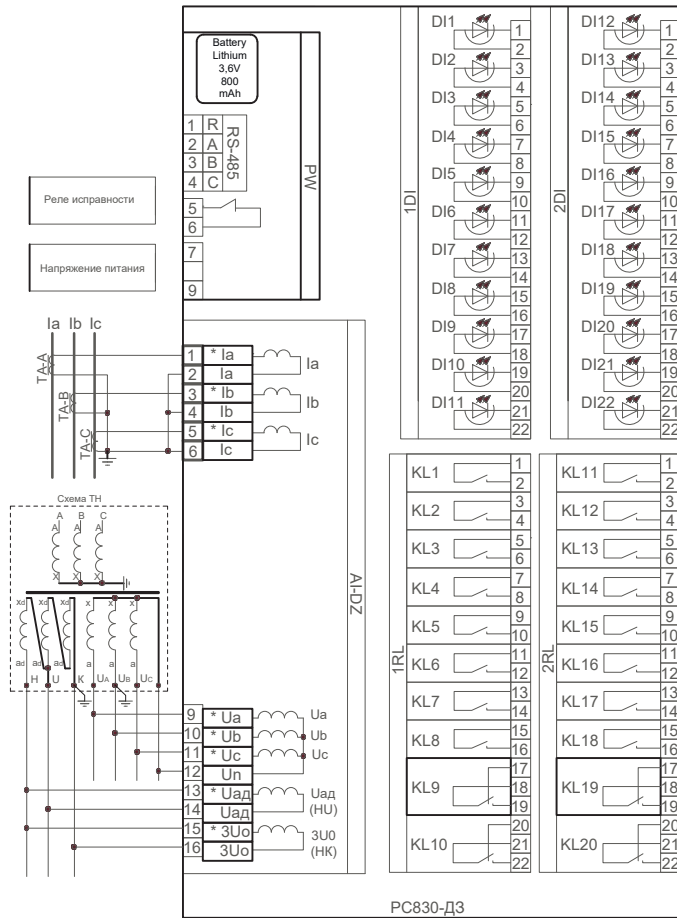 Battery
Lithium
3,6V
800
mAh
PW
RS-485
1 R
2 A
3 B
4 C
5
6
7
9
Реле исправности
Напряжение питания
Ia Ib Ic
TA-A
TA-B
TA-C
1 * Ia
2 Ia
Ia
3 * Ib
4 Ib
Ib
5 * Ic
6 Ic
Ic
AI-DZ
Схема ТН
A B C
A A A
X X X
xd xd xd x x x
ad ad ad a a a
Н U К UA UB UC
9 * Ua
Ua
10 * Ub
Ub
11 * Uc
Uc
12 Un
13 * Uад
14 Uад
Uад
(HU)
15 * 3Uo
16 3Uo
3U0
(НК)
1DI
DI1 1
2
DI2 3
4
DI3 5
6
DI4 7
8
DI5 9
10
DI6 11
12
DI7 13
14
DI8 15
16
DI9 17
18
DI10 19
20
DI11 21
22
2DI
DI12 1
2
DI13 3
4
DI14 5
6
DI15 7
8
DI16 9
10
DI17 11
12
DI18 13
14
DI19 15
16
DI20 17
18
DI21 19
20
DI22 21
22
1RL
KL1 1
2
KL2 3
4
KL3 5
6
KL4 7
8
KL5 9
10
KL6 11
12
KL7 13
14
KL8 15
16
KL9 17
18
19
KL10 20
21
22
2RL
KL11 1
2
KL12 3
4
KL13 5
6
KL14 7
8
KL15 9
10
KL16 11
12
KL17 13
14
KL18 15
16
KL19 17
18
19
KL20 20
21
22
РС830-ДЗ